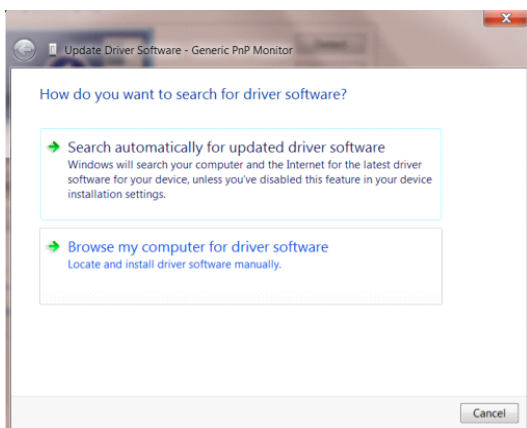 Update Driver Software - Generic PnP Monitor
How do you want to search for driver software?
Search automatically for updated driver software
Windows will search your computer and the Internet for the latest driver
software for your device, unless you've disabled this feature in your device
installation settings.
Browse my computer for driver software
Locate and install driver software manually.
Cancel